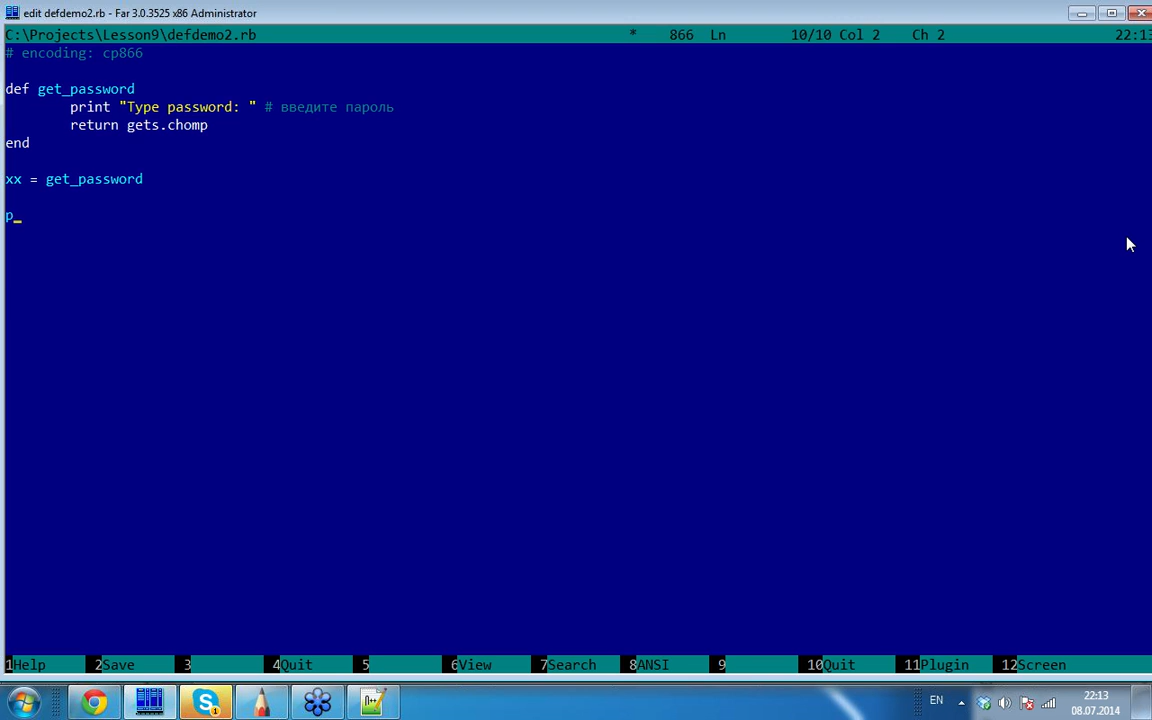 edit defdemo2.rb - Far 3.0.3525 x86 Administrator
C:\Projects\Lesson9\defdemo2.rb * 866 Ln 10/10 Col 2 Ch 2 22:13
# encoding: cp866
def get_password
print "Type password: " # введите пароль
return gets.chomp
end
xx = get_password
p_
1Help 2Save 3 4Quit 5 6View 7Search 8ANSI 9 10Quit 11Plugin 12Screen
EN 22:13
08.07.2014